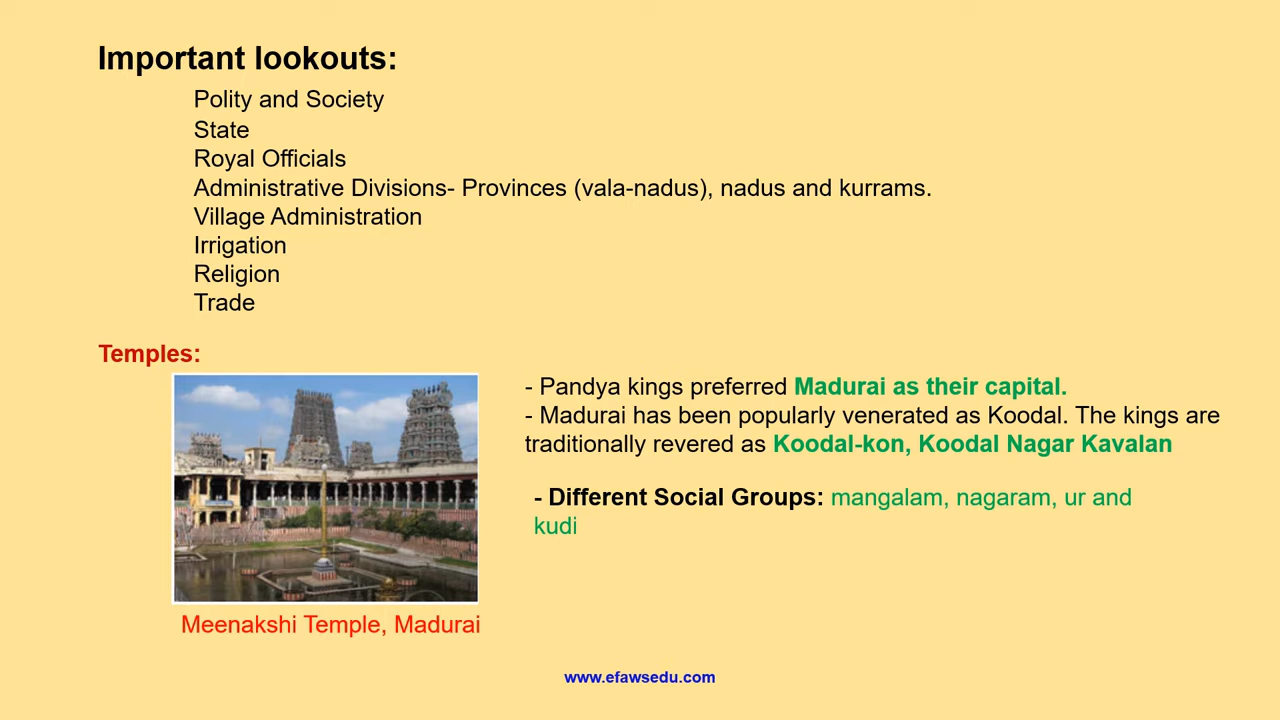 Important lookouts:
Polity and Society
State
Royal Officials
Administrative Divisions- Provinces (vala-nadus), nadus and kurrams.
Village Administration
Irrigation
Religion
Trade
Temples:
- Pandya kings preferred Madurai as their capital.
- Madurai has been popularly venerated as Koodal. The kings are
traditionally revered as Koodal-kon, Koodal Nagar Kavalan
- Different Social Groups: mangalam, nagaram, ur and
kudi
Meenakshi Temple, Madurai
www.efawsedu.com